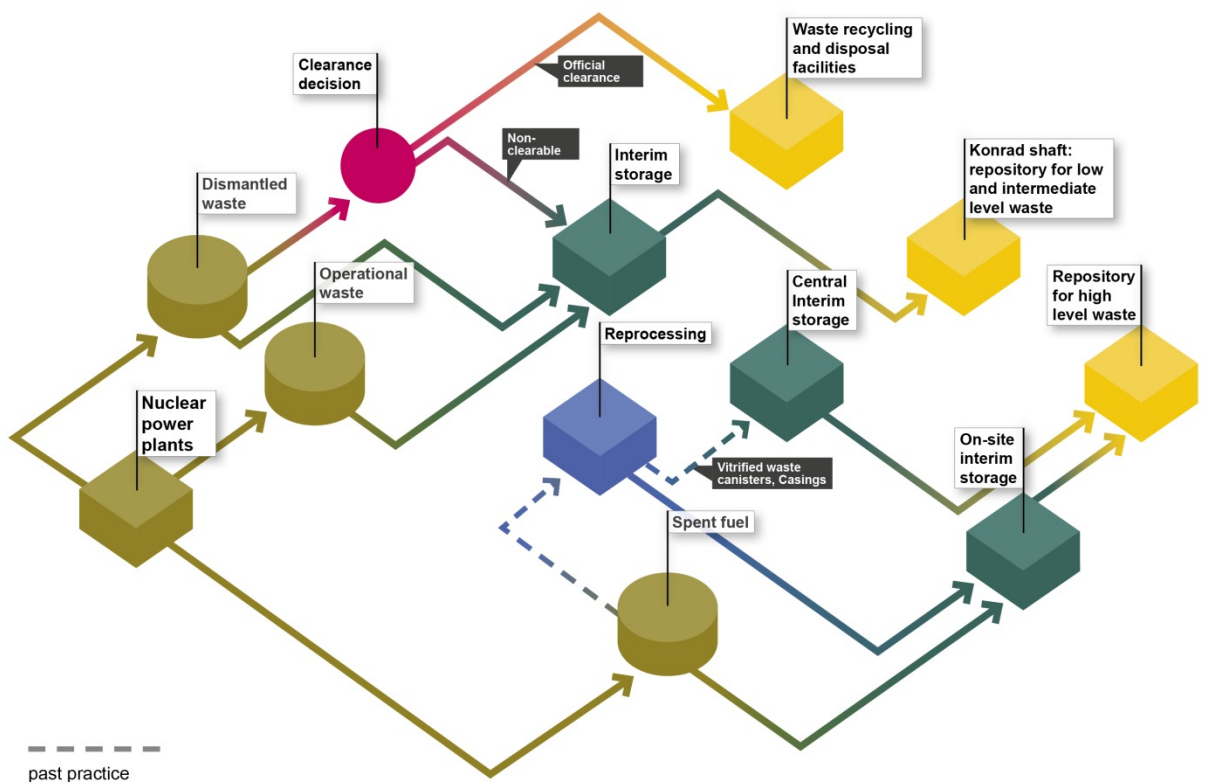 Waste recycling
and disposal
facilities
Clearance
decision
Official
clearance
Non-
clearable
Interim
storage
Konrad shaft:
repository for low
and intermediate
level waste
Dismantled
waste
Operational
waste
Central
Interim
storage
Repository
for high
level waste
Reprocessing
Nuclear
power
plants
On-site
interim
storage
Vitrified waste
canisters, Casings
Spent fuel
past practice